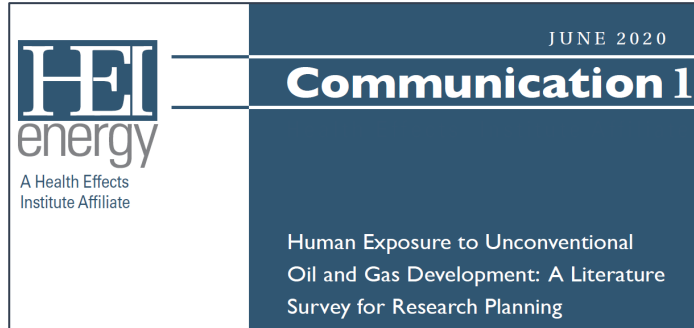 JUNE 2020
Communication 1
HEI
energy
A Health Effects
Institute Affiliate
Human Exposure to Unconventional
Oil and Gas Development: A Literature
Survey for Research Planning